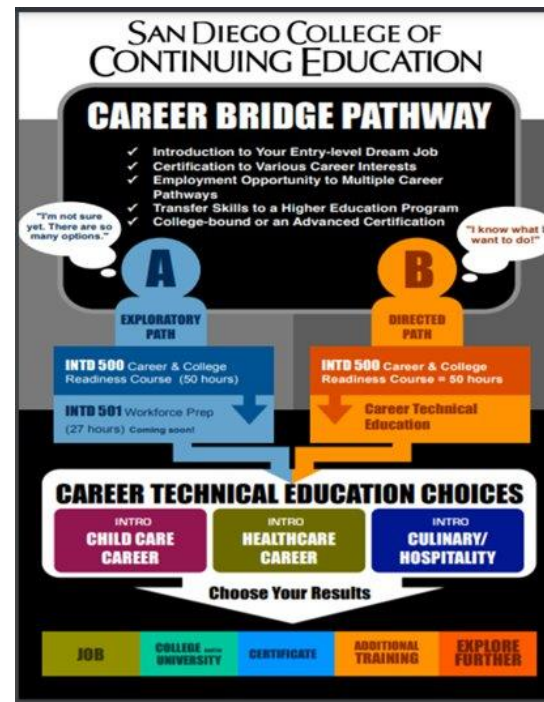 SAN DIEGO COLLEGE OF
CONTINUING EDUCATION
CAREER BRIDGE PATHWAY
✓ Introduction to Your Entry-level Dream Job
✓ Certification to Various Career Interests
✓ Employment Opportunity to Multiple Career
Pathways
✓ Transfer Skills to a Higher Education Program
✓ College-bound or an Advanced Certification
"I'm not sure
yet. There are so
many options."
"I know what I
want to do!"
A
EXPLORATORY
PATH
INTD 500 Career & College
Readiness Course (50 hours)
INTD 501 Workforce Prep
(27 hours) Coming soon!
B
DIRECTED
PATH
INTD 500 Career & College
Readiness Course = 50 hours
Career Technical
Education
CAREER TECHNICAL EDUCATION CHOICES
INTRO
CHILD CARE
CAREER
INTRO
HEALTHCARE
CAREER
INTRO
CULINARY/
HOSPITALITY
Choose Your Results
JOB
COLLEGE
UNIVERSITY
CERTIFICATE
ADDITIONAL
TRAINING
EXPLORE
FURTHER